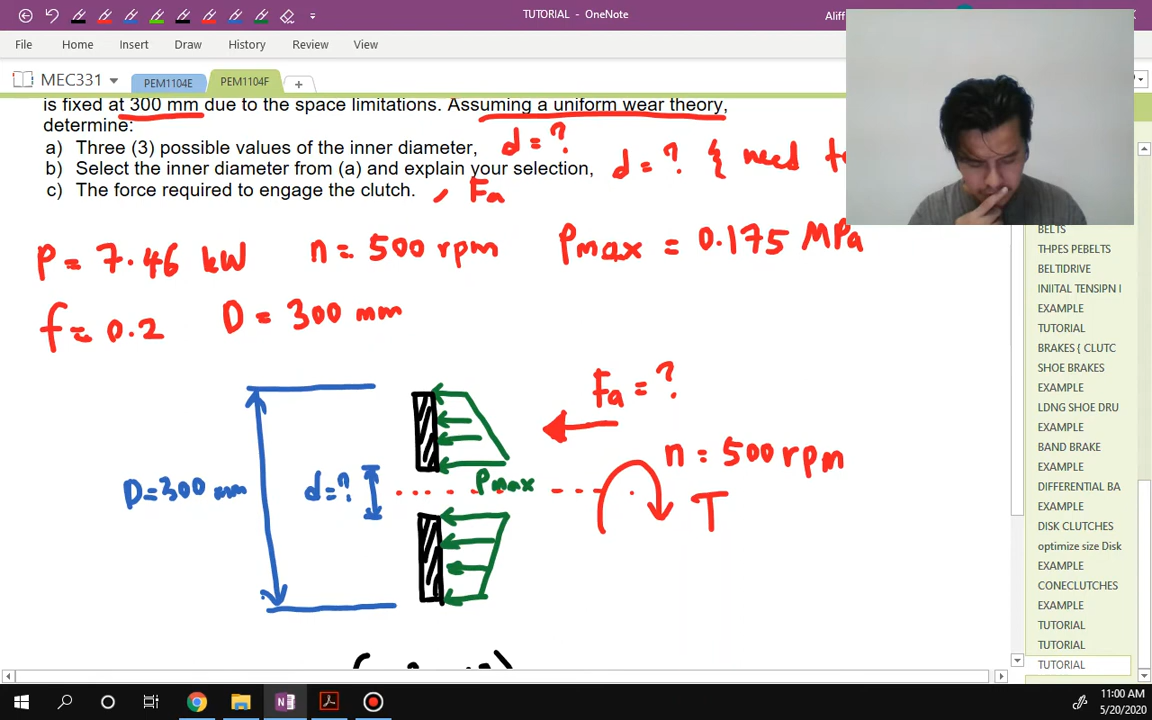 TUTORIAL - OneNote
Aliff
File Home Insert Draw History Review View
MEC331 PEM1104E PEM1104F
is fixed at 300 mm due to the space limitations. Assuming a uniform wear theory,
determine:
a) Three (3) possible values of the inner diameter, d = ?
b) Select the inner diameter from (a) and explain your selection, d = ? { need
c) The force required to engage the clutch. , Fa
P = 7.46 kW n = 500 rpm Pmax = 0.175 MPa
f = 0.2 D = 300 mm
Fa = ?
n = 500 rpm
D=300 mm d=? Pmax T
BELTS
THPES PEBELTS
BELTIDRIVE
INIITAL TENSIPN I
EXAMPLE
TUTORIAL
BRAKES { CLUTC
SHOE BRAKES
EXAMPLE
LDNG SHOE DRU
EXAMPLE
BAND BRAKE
EXAMPLE
DIFFERENTIAL BA
EXAMPLE
DISK CLUTCHES
optimize size Disk
EXAMPLE
CONECLUTCHES
EXAMPLE
TUTORIAL
TUTORIAL
TUTORIAL
11:00 AM
5/20/2020